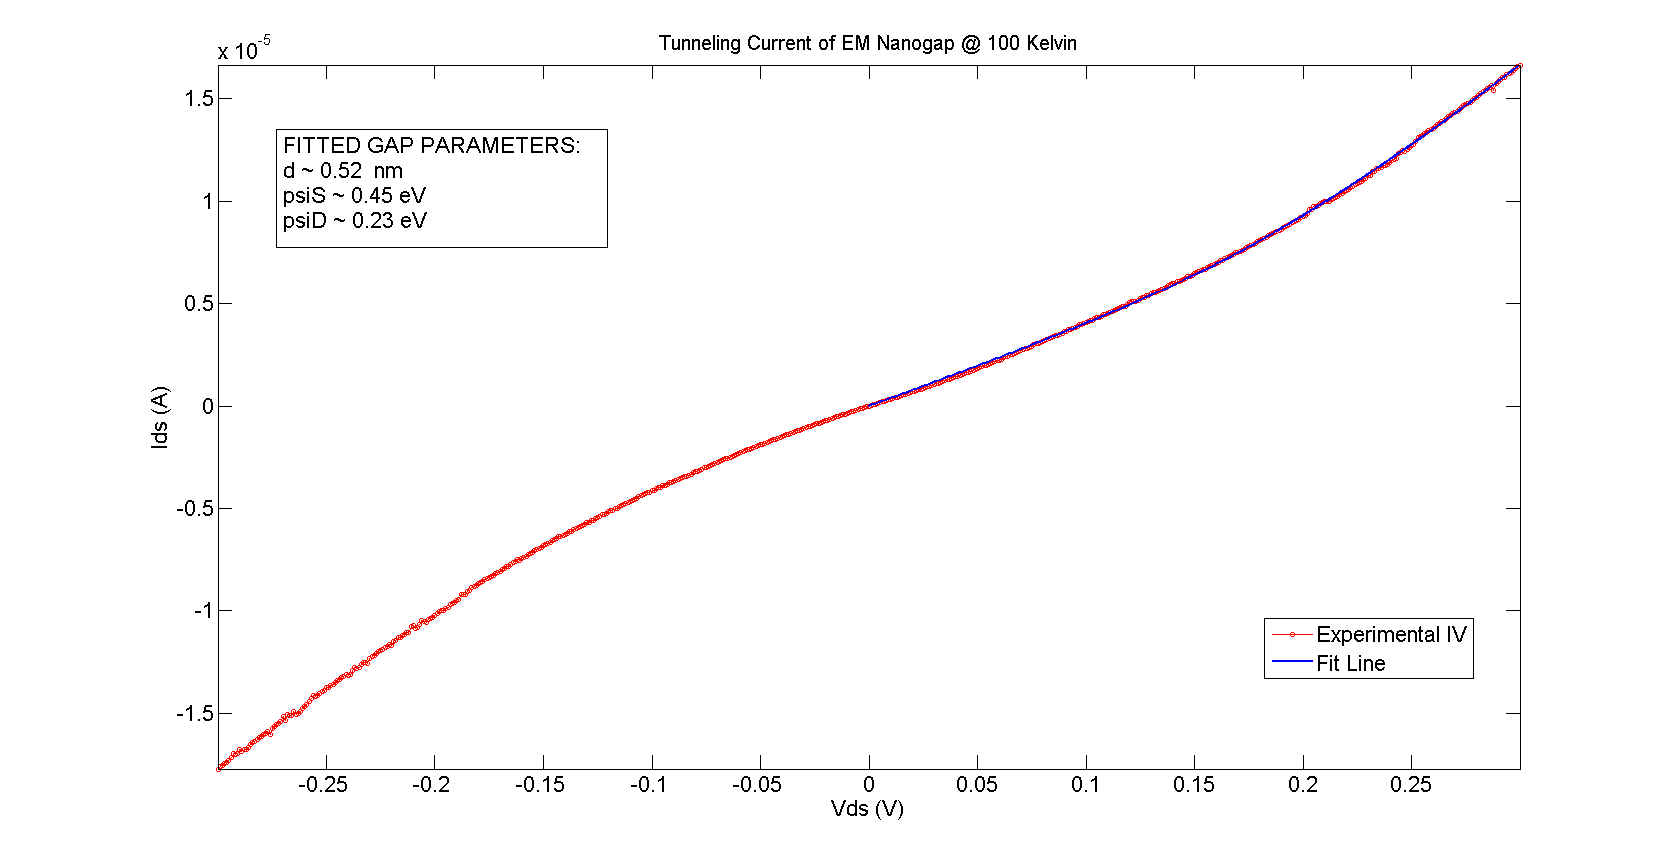 Tunneling Current of EM Nanogap @ 100 Kelvin
x 10^-5
1.5
1
0.5
0
-0.5
-1
-1.5
Ids (A)
FITTED GAP PARAMETERS:
d ~ 0.52 nm
psiS ~ 0.45 eV
psiD ~ 0.23 eV
Experimental IV
Fit Line
-0.25 -0.2 -0.15 -0.1 -0.05 0 0.05 0.1 0.15 0.2 0.25
Vds (V)